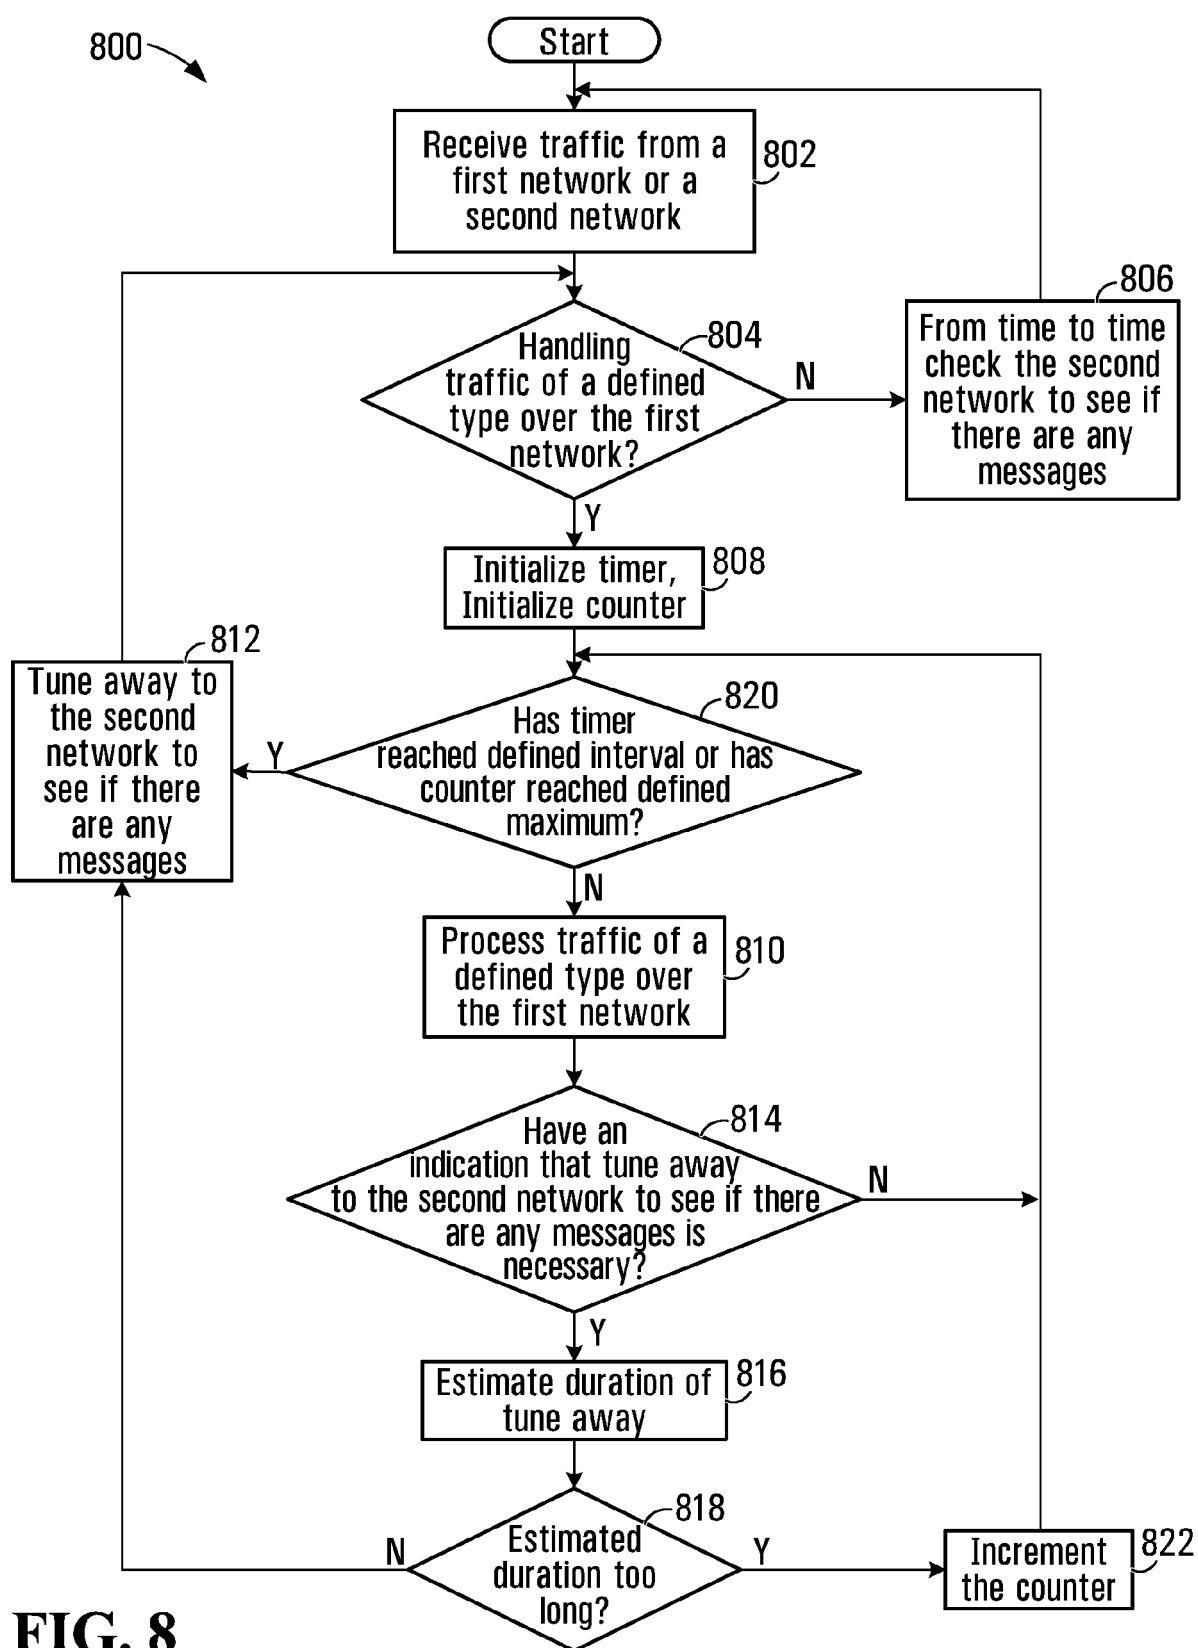 800
Start
Receive traffic from a
first network or a
second network
802
804
Handling
traffic of a defined
type over the first
network?
N
806
From time to time
check the second
network to see if
there are any
messages
Y
Initialize timer,
Initialize counter
808
812
Tune away to
the second
network to
see if there
are any
messages
820
Has timer
reached defined interval or has
counter reached defined
maximum?
Y
N
Process traffic of a
defined type over
the first network
810
814
Have an
indication that tune away
to the second network to see if there
are any messages is
necessary?
N
Y
Estimate duration of
tune away
816
818
Estimated
duration too
long?
N
Y
Increment
the counter
822
FIG. 8